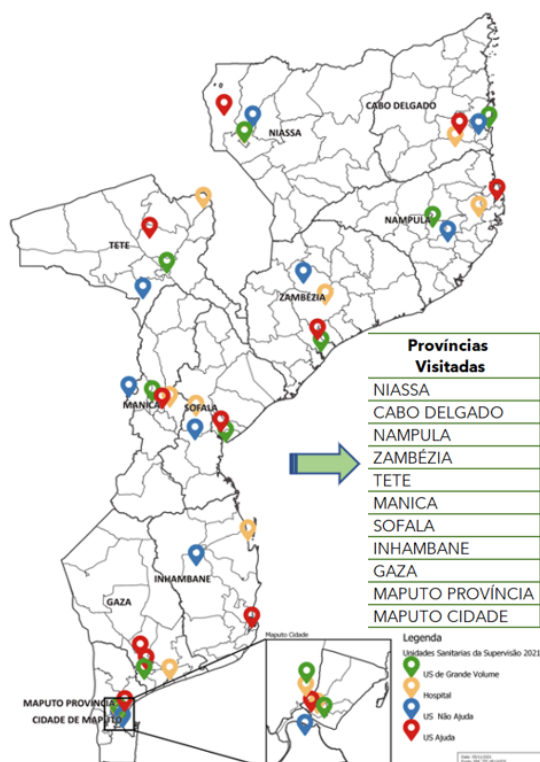 CABO DELGADO
NIASSA
NAMPULA
TETE
ZAMBÉZIA
MANICA
SOFALA
INHAMBANE
GAZA
MAPUTO PROVÍNCIA
CIDADE DE MAPUTO
Províncias
Visitadas
NIASSA
CABO DELGADO
NAMPULA
ZAMBÉZIA
TETE
MANICA
SOFALA
INHAMBANE
GAZA
MAPUTO PROVÍNCIA
MAPUTO CIDADE
Maputo Cidade
Legenda
Unidades Sanitarias da Supervisão 2021
US de Grande Volume
Hospital
US Não Ajuda
US Ajuda